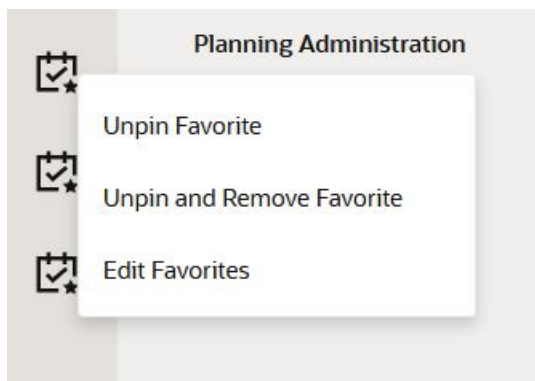 Planning Administration
Unpin Favorite
Unpin and Remove Favorite
Edit Favorites